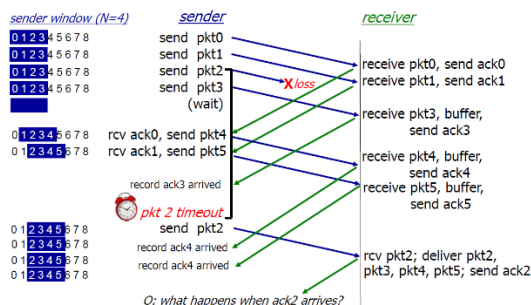 sender window (N=4)
sender
receiver
0 1 2 3 4 5 6 7 8
send pkt0
0 1 2 3 4 5 6 7 8
send pkt1
receive pkt0, send ack0
0 1 2 3 4 5 6 7 8
send pkt2
X loss
receive pkt1, send ack1
0 1 2 3 4 5 6 7 8
send pkt3
(wait)
receive pkt3, buffer,
send ack3
0 1 2 3 4 5 6 7 8
rcv ack0, send pkt4
0 1 2 3 4 5 6 7 8
rcv ack1, send pkt5
receive pkt4, buffer,
send ack4
record ack3 arrived
receive pkt5, buffer,
send ack5
pkt 2 timeout
0 1 2 3 4 5 6 7 8
send pkt2
0 1 2 3 4 5 6 7 8
record ack4 arrived
0 1 2 3 4 5 6 7 8
record ack4 arrived
rcv pkt2; deliver pkt2,
pkt3, pkt4, pkt5; send ack2
0 1 2 3 4 5 6 7 8
Q: what happens when ack2 arrives?